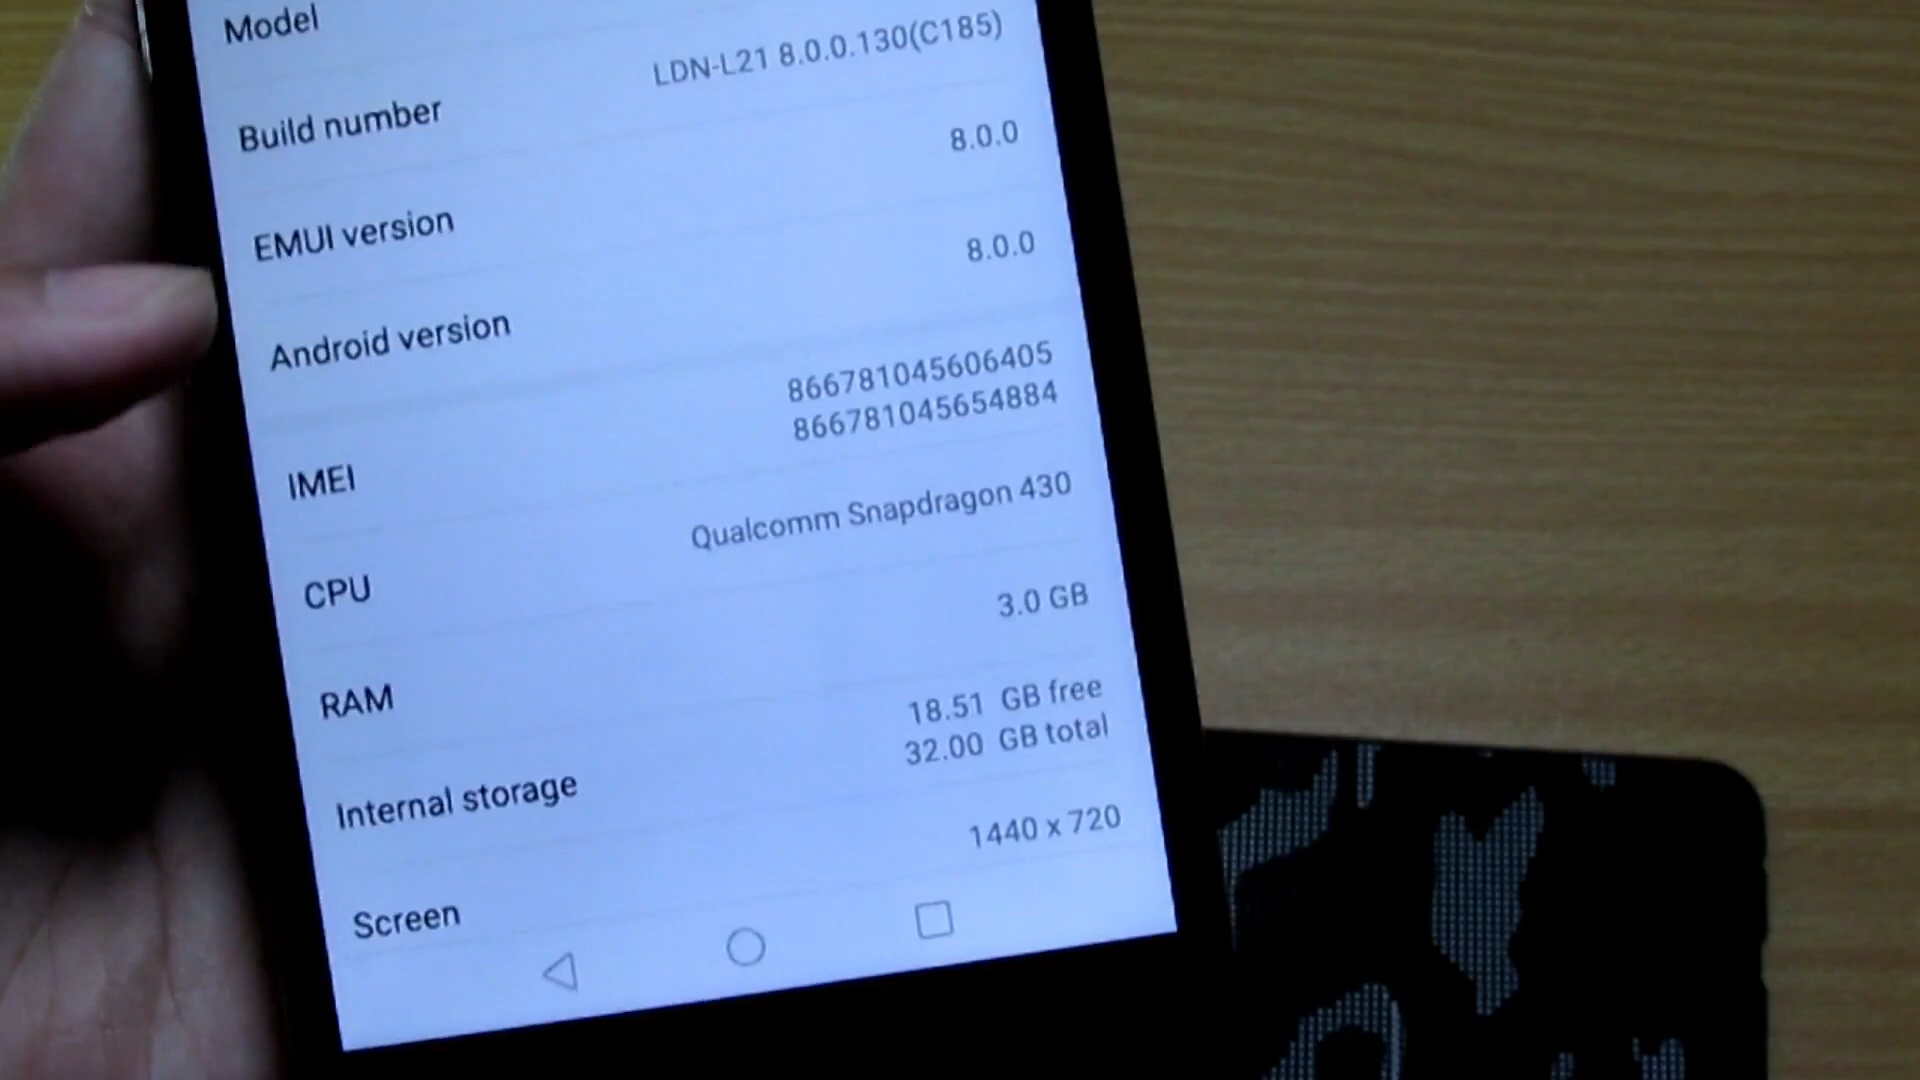 Model
LDN-L21 8.0.0.130(C185)
Build number
8.0.0
EMUI version
8.0.0
Android version
866781045606405
866781045654884
IMEI
Qualcomm Snapdragon 430
CPU
3.0 GB
RAM
18.51 GB free
32.00 GB total
Internal storage
1440 x 720
Screen